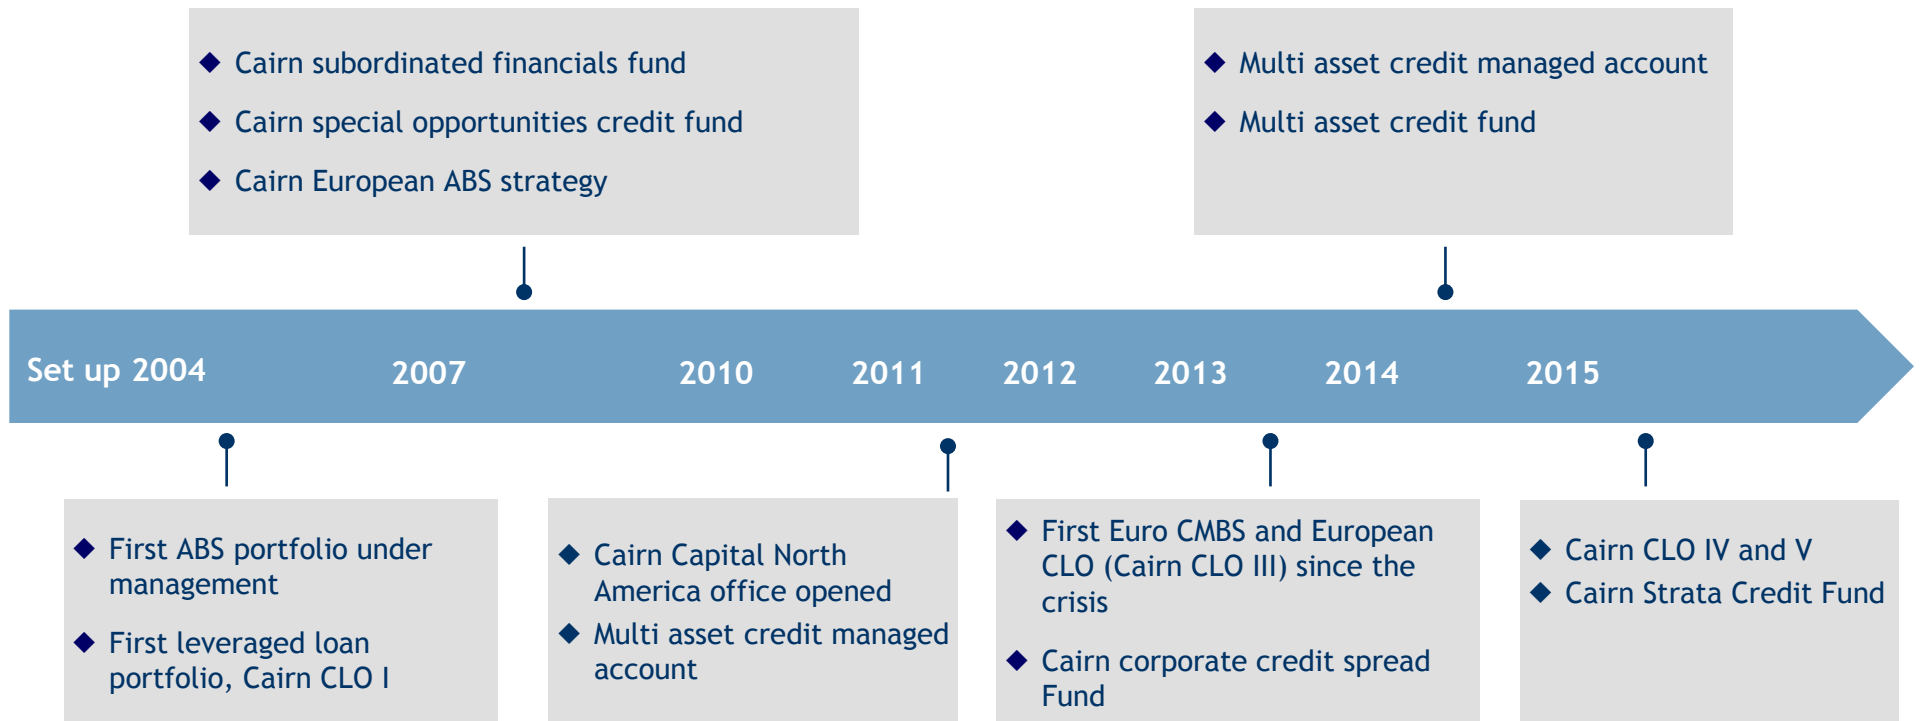 ◆ Cairn subordinated financials fund
◆ Cairn special opportunities credit fund
◆ Cairn European ABS strategy
◆ Multi asset credit managed account
◆ Multi asset credit fund
Set up 2004
2007
2010
2011
2012
2013
2014
2015
◆ First ABS portfolio under
management
◆ First leveraged loan
portfolio, Cairn CLO I
◆ Cairn Capital North
America office opened
◆ Multi asset credit managed
account
◆ First Euro CMBS and European
CLO (Cairn CLO III) since the
crisis
◆ Cairn corporate credit spread
Fund
◆ Cairn CLO IV and V
◆ Cairn Strata Credit Fund